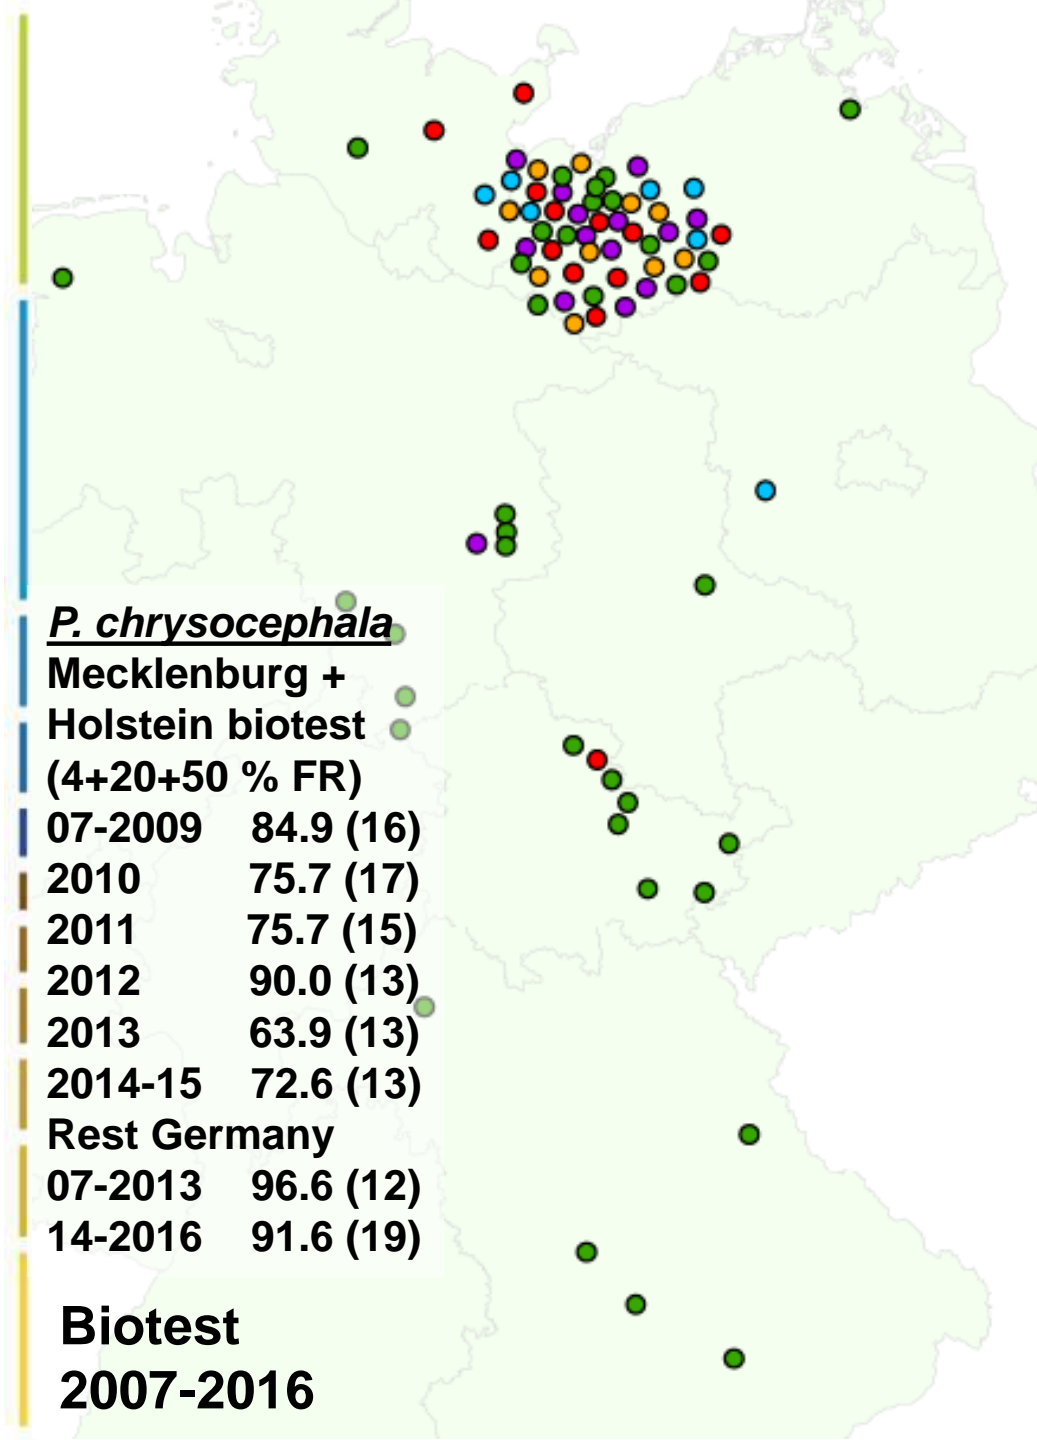 P. chrysocephala
Mecklenburg +
Holstein biotest
(4+20+50 % FR)
07-2009 84.9 (16)
2010 75.7 (17)
2011 75.7 (15)
2012 90.0 (13)
2013 63.9 (13)
2014-15 72.6 (13)
Rest Germany
07-2013 96.6 (12)
14-2016 91.6 (19)
Biotest
2007-2016